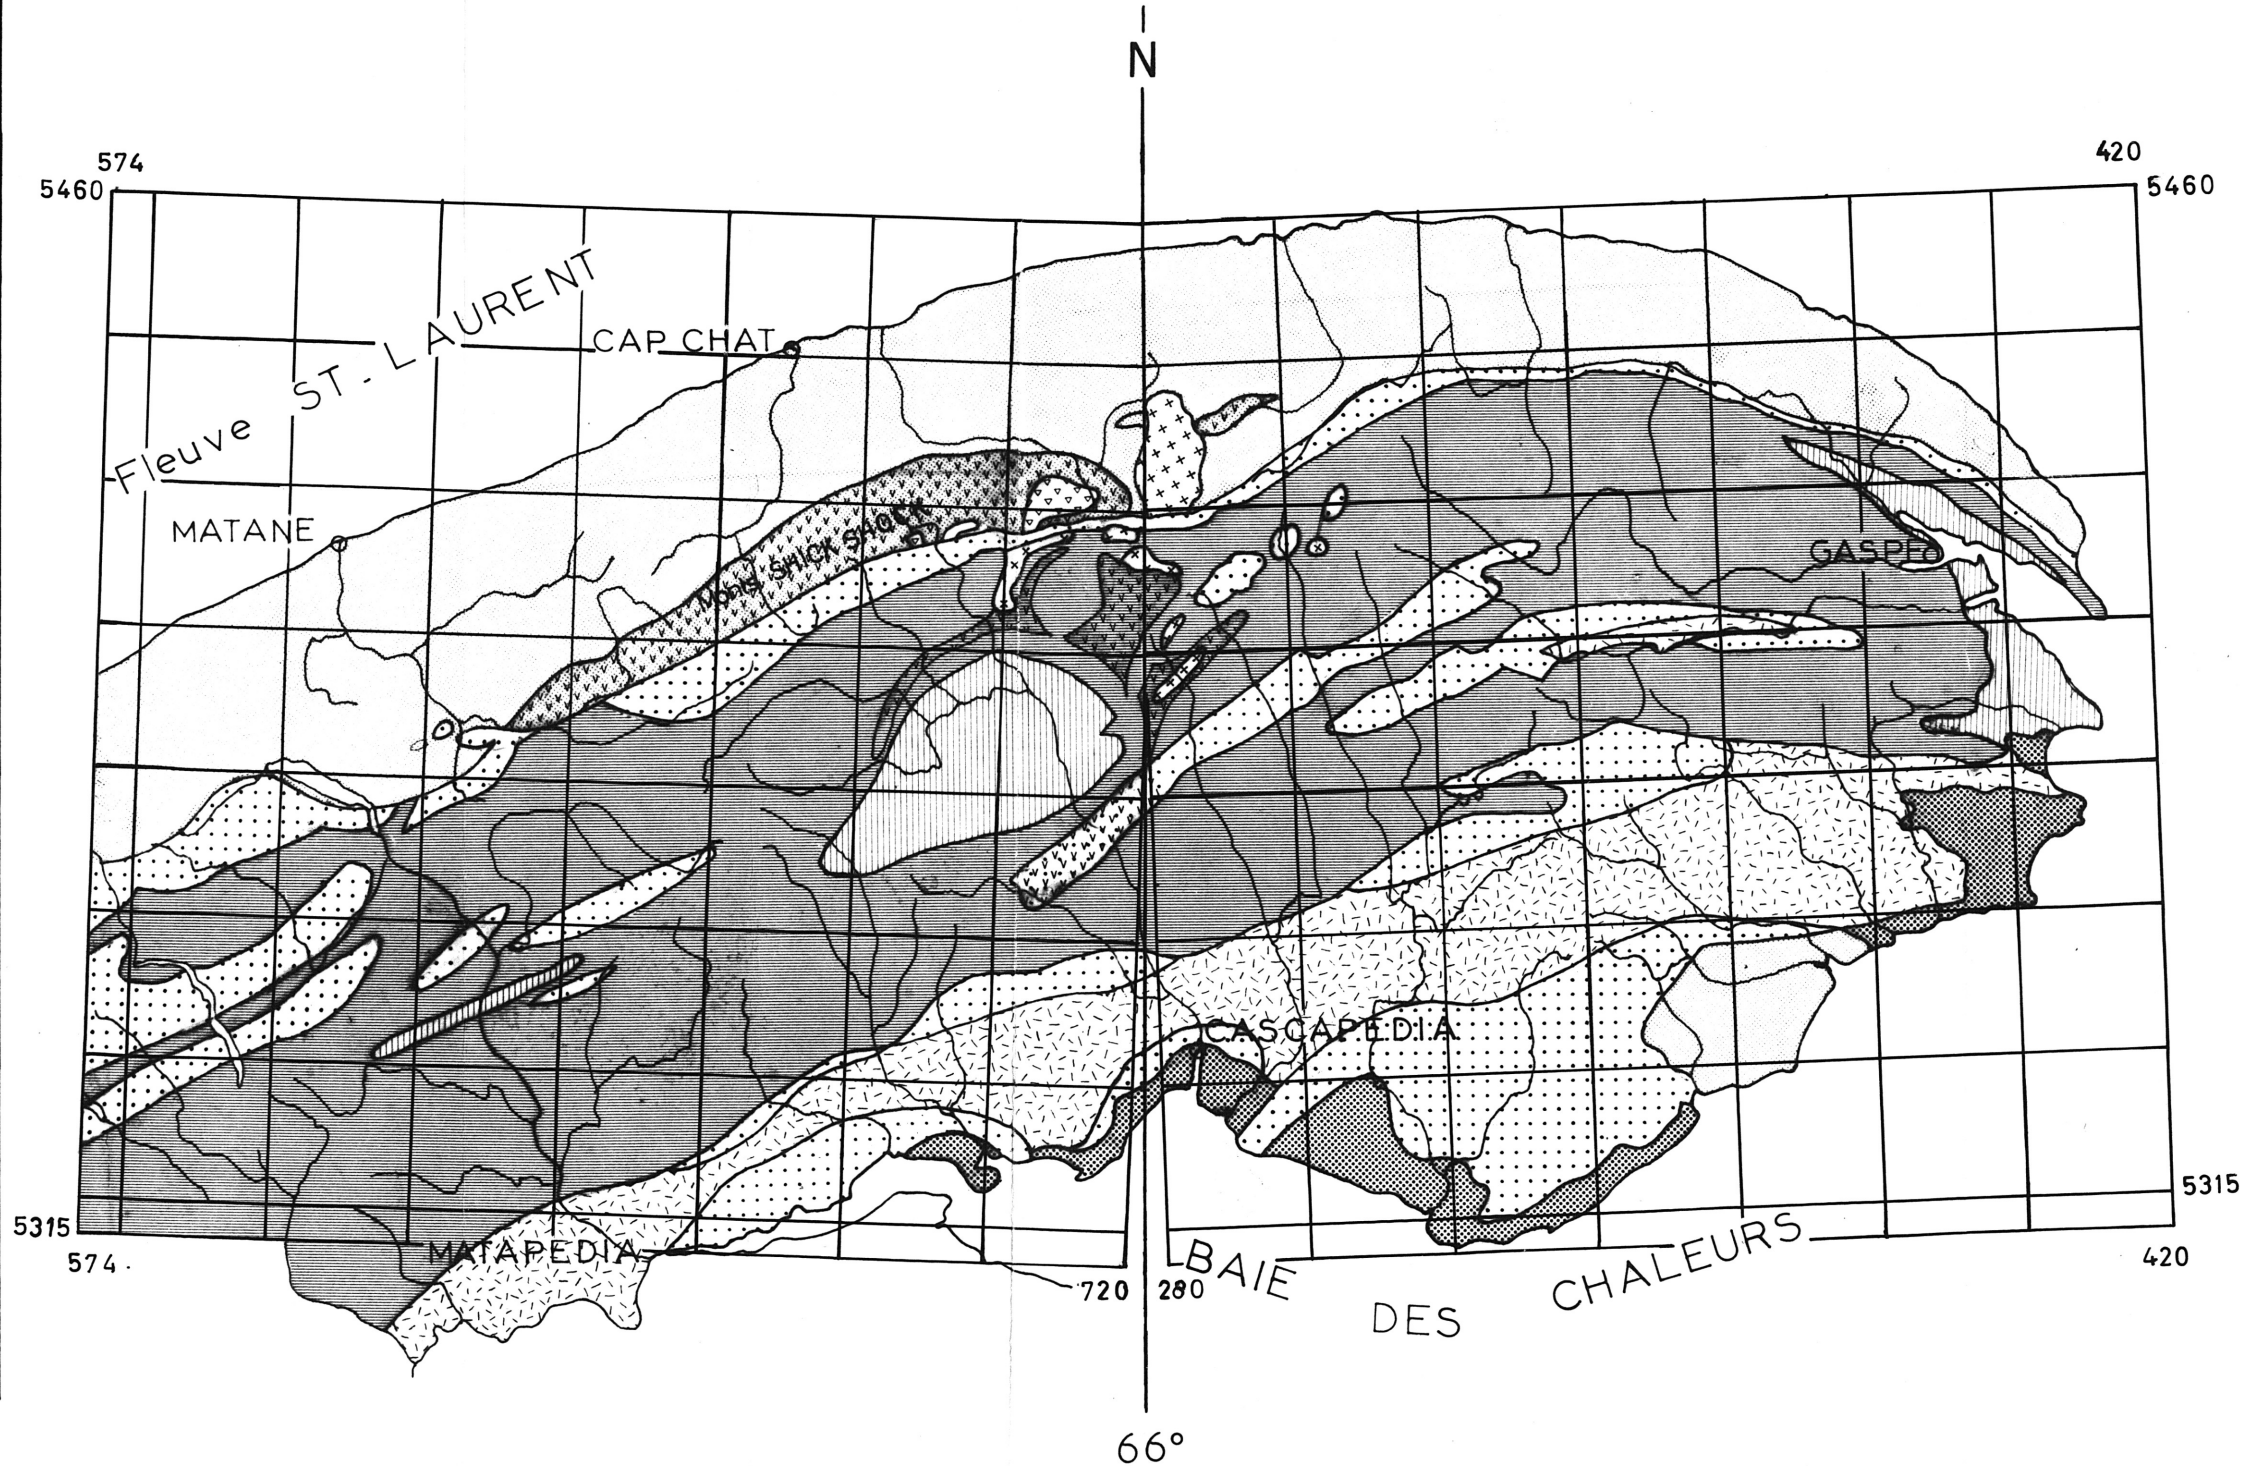 N
574
420
5460
5460
Fleuve ST. LAURENT
CAP CHAT
MATANE
Monts SHICK SHOCK
GASPE
CASCAPEDIA
5315
5315
MATAPEDIA
574.
720
280
420
BAIE DES CHALEURS
66°